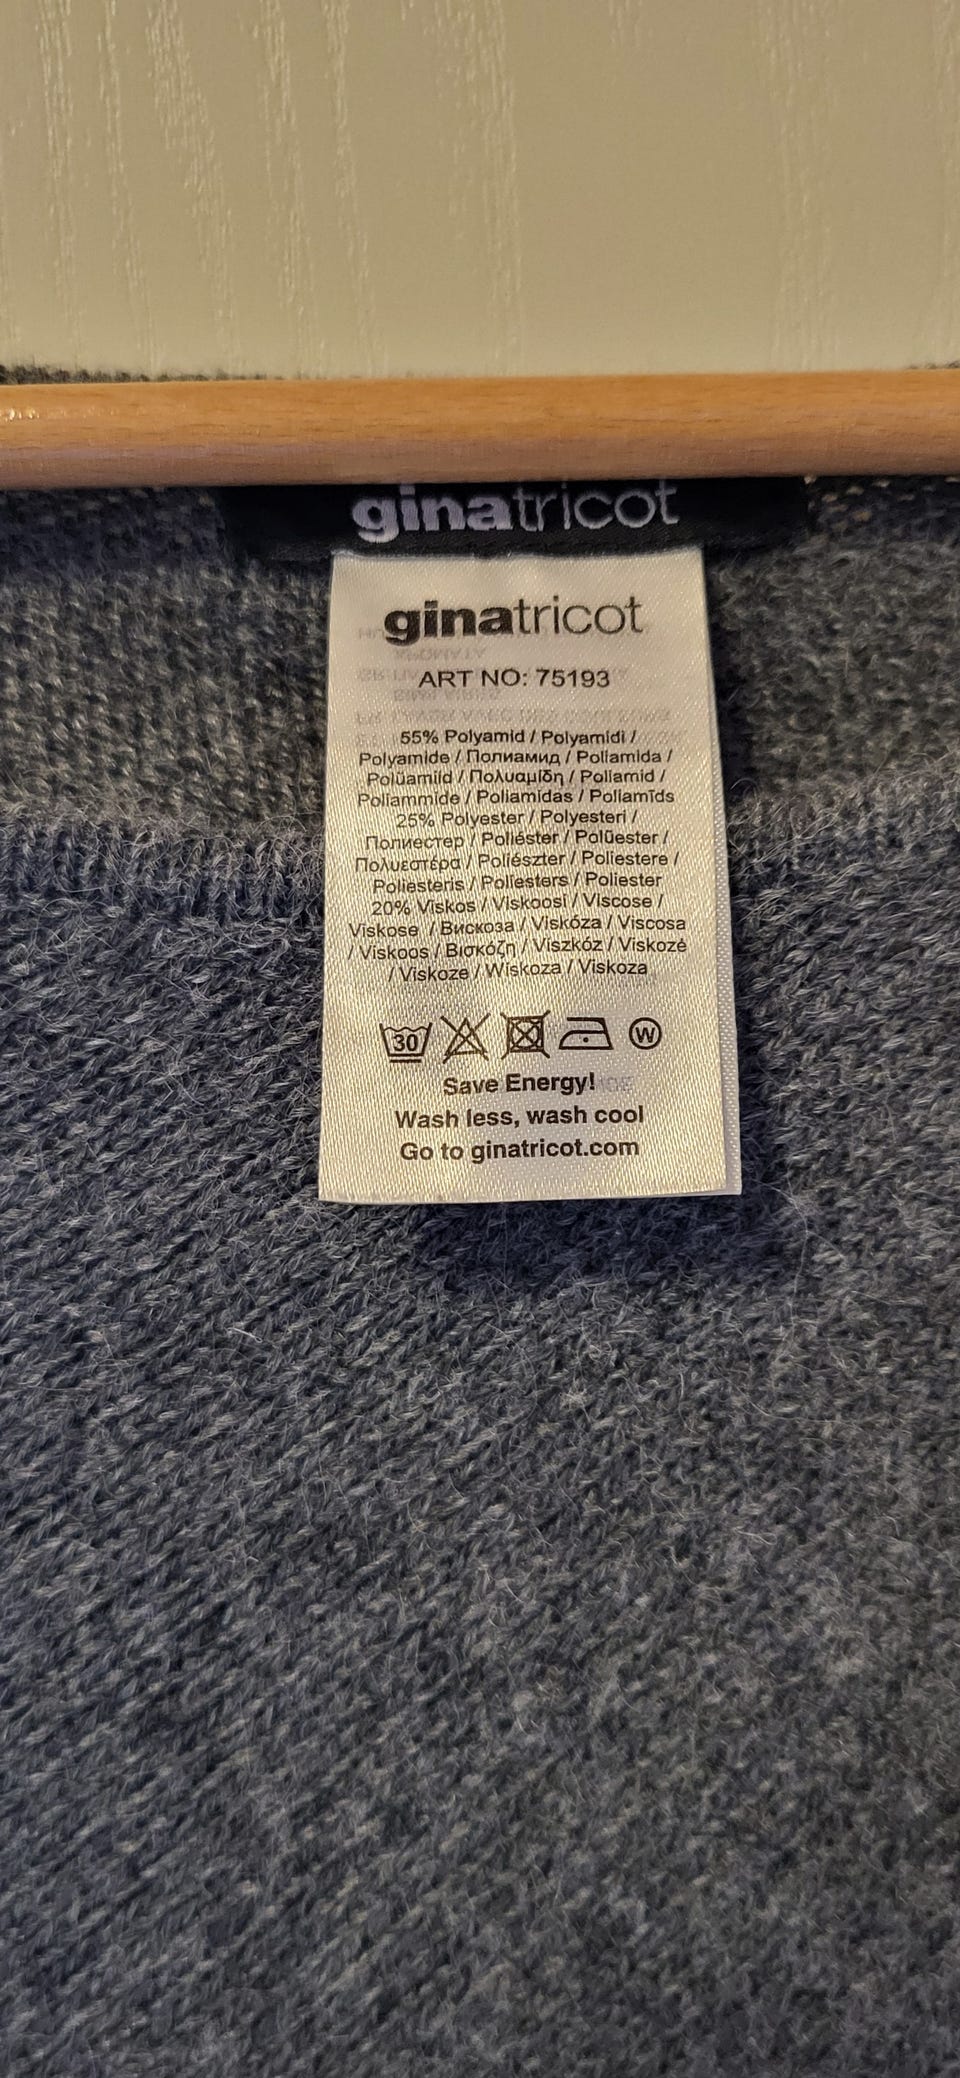 ginatricot
ginatricot
ART NO: 75193
55% Polyamid / Polyamidi /
Polyamide / Полиамид / Poliamida /
Polüamiid / Πολυαμίδη / Poliamid /
Poliammide / Poliamidas / Poliamīds
25% Polyester / Polyesteri /
Полиестер / Poliéster / Polüester /
Πολυεστέρα / Poliészter / Poliestere /
Poliesteris / Poliesters / Poliester
20% Viskos / Viskoosi / Viscose /
Viskose / Вискоза / Viskóza / Viscosa
/ Viskoos / Βισκόζη / Viszkóz / Viskozė
/ Viskoze / Wiskoza / Viskoza
30
W
Save Energy!
Wash less, wash cool
Go to ginatricot.com